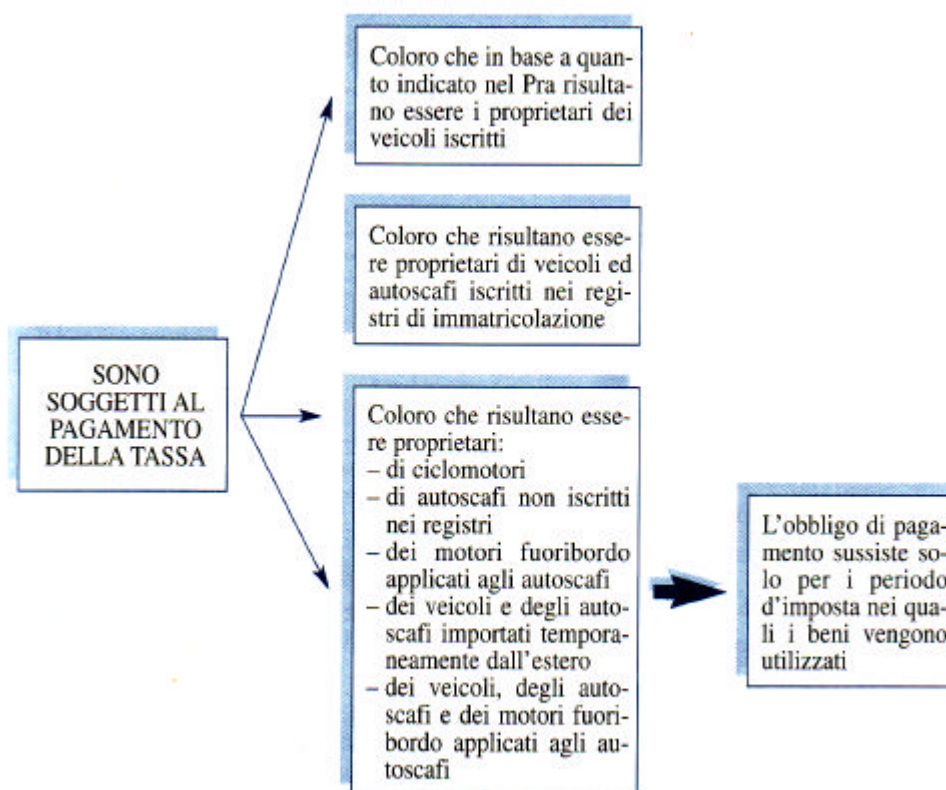 Coloro che in base a quan-
to indicato nel Pra risulta-
no essere i proprietari dei
veicoli iscritti
Coloro che risultano esse-
re proprietari di veicoli ed
autoscafi iscritti nei regi-
stri di immatricolazione
SONO
SOGGETTI AL
PAGAMENTO
DELLA TASSA
Coloro che risultano esse-
re proprietari:
– di ciclomotori
– di autoscafi non iscritti
nei registri
– dei motori fuoribordo
applicati agli autoscafi
– dei veicoli e degli auto-
scafi importati tempora-
neamente dall'estero
– dei veicoli, degli auto-
scafi e dei motori fuori-
bordo applicati agli au-
toscafi
L'obbligo di paga-
mento sussiste so-
lo per i periodo
d'imposta nei qua-
li i beni vengono
utilizzati